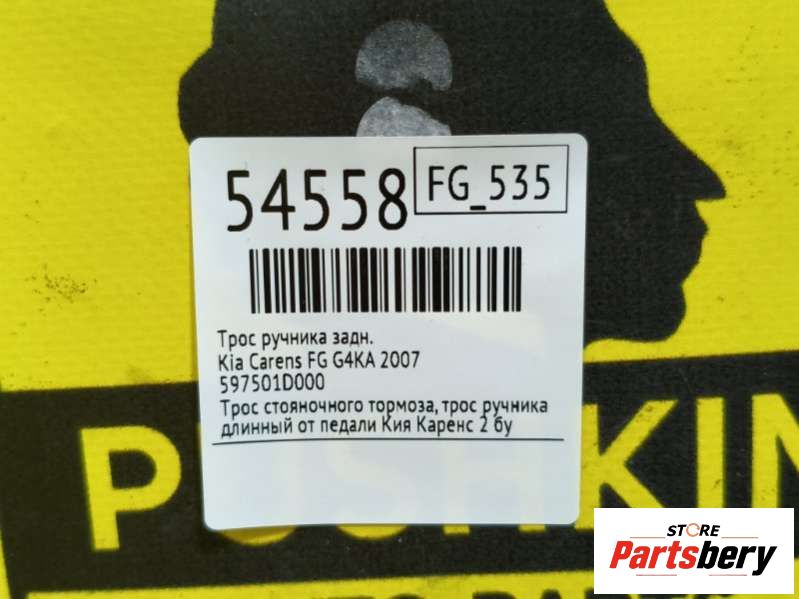 54558
FG_535
Трос ручника задн.
Kia Carens FG G4KA 2007
597501D000
Трос стояночного тормоза, трос ручника
длинный от педали Кия Каренс 2 бу
STORE
Partsbery